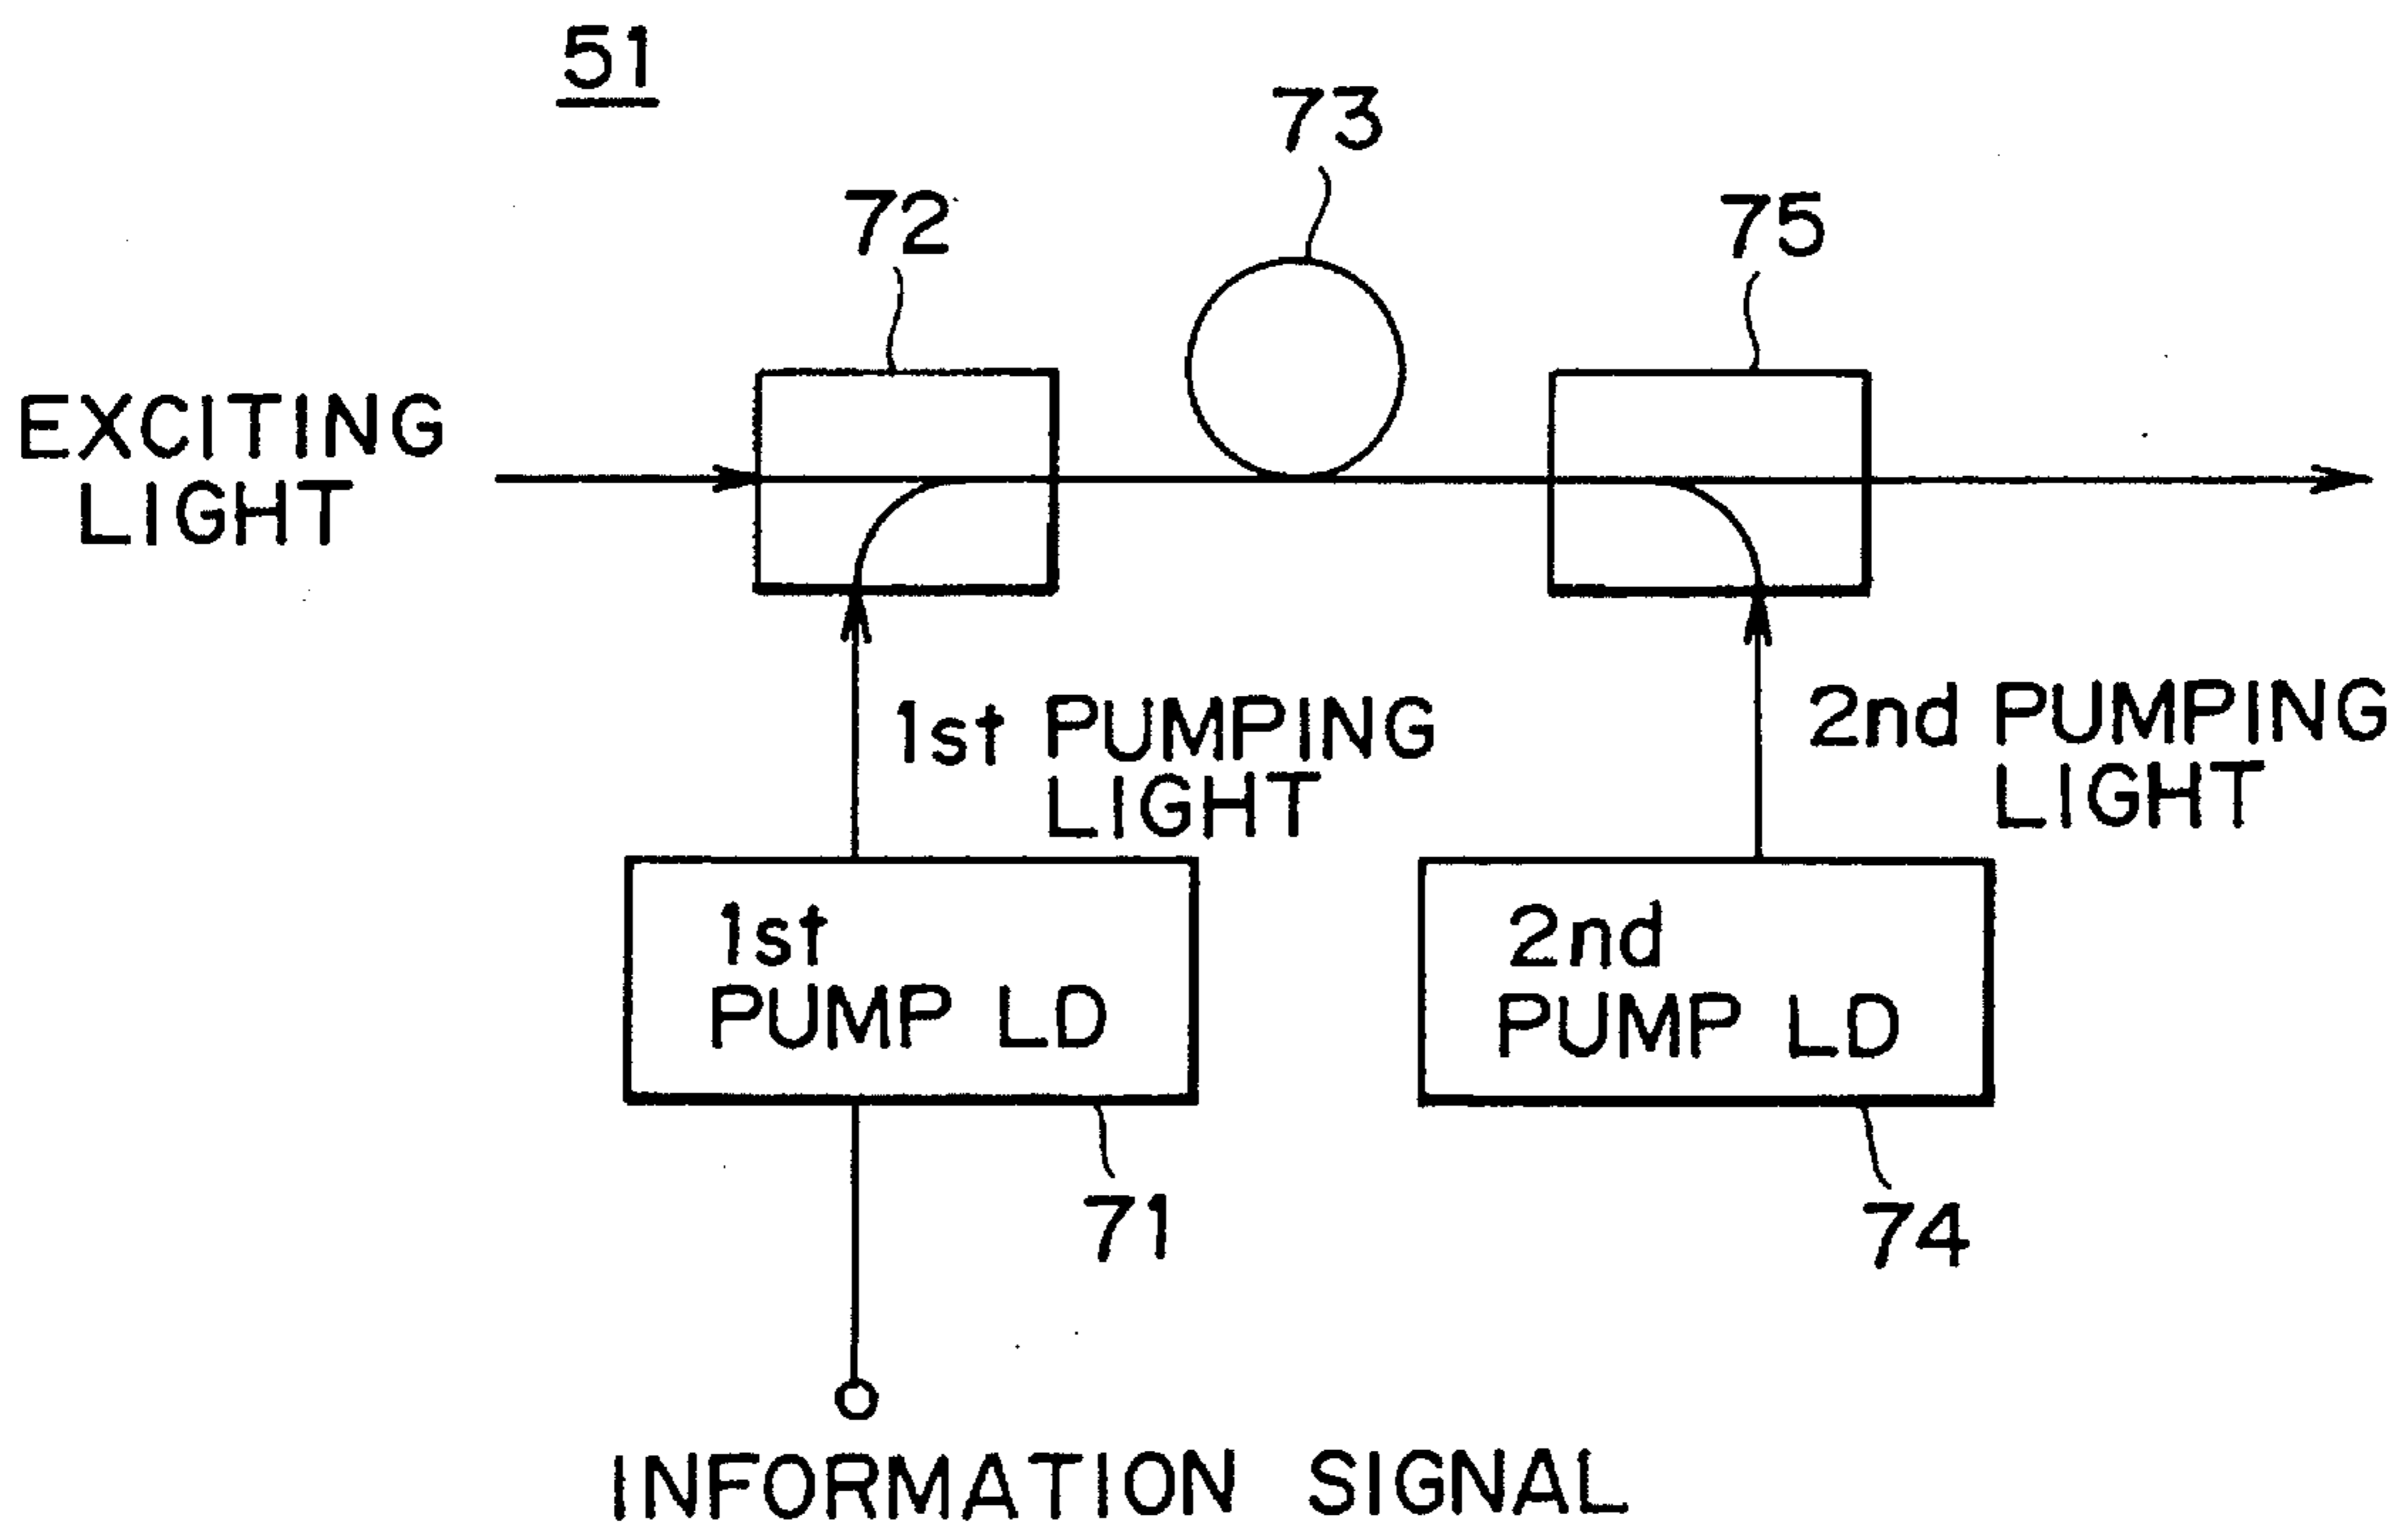 51
73
72
75
EXCITING
LIGHT
1st PUMPING
LIGHT
2nd PUMPING
LIGHT
1st
PUMP LD
2nd
PUMP LD
71
74
INFORMATION SIGNAL